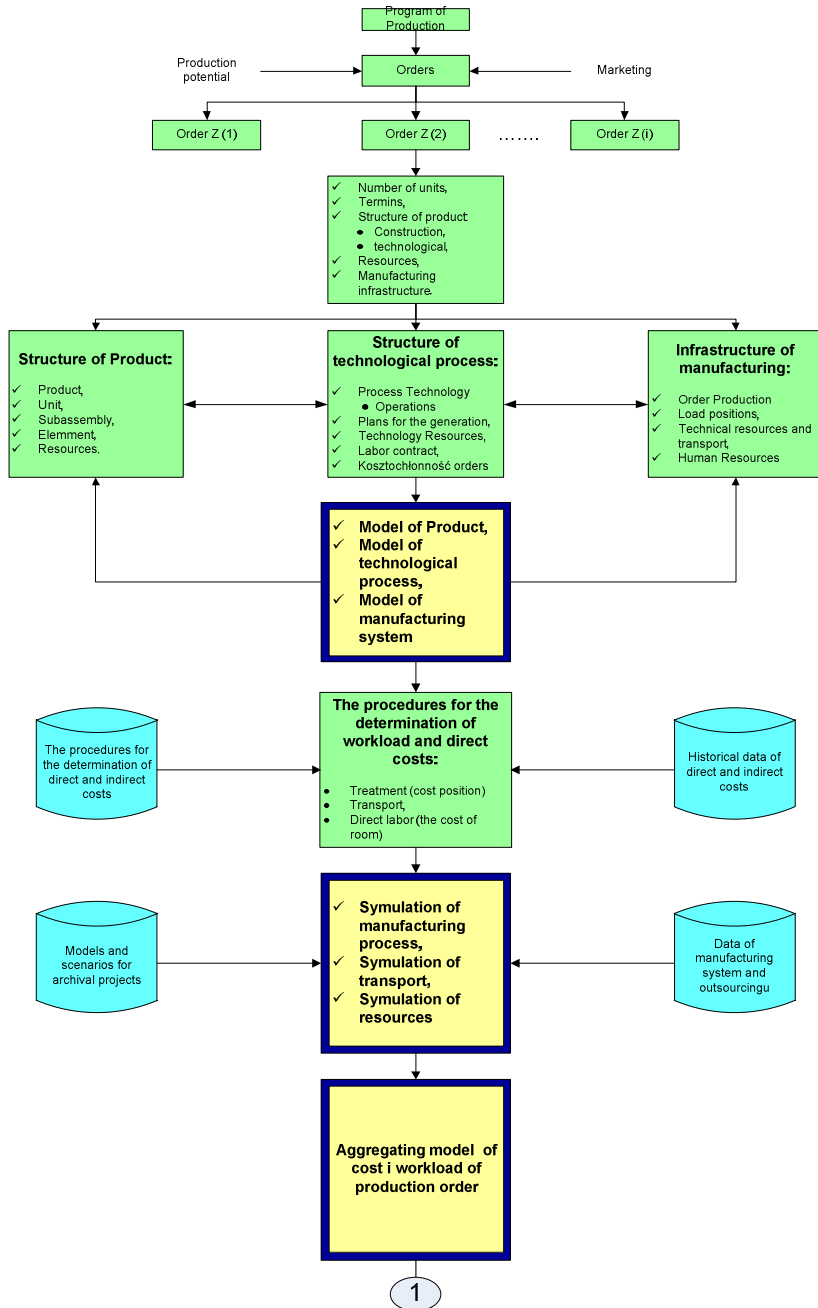 Program of
Production
Production
potential
Orders
Marketing
Order Z (1)
Order Z (2)
.......
Order Z (i)
✓ Number of units,
✓ Termins,
✓ Structure of product:
• Construction,
• technological,
✓ Resources,
✓ Manufacturing
infrastructure.
Structure of Product:
✓ Product,
✓ Unit,
✓ Subassembly,
✓ Elemment,
✓ Resources.
Structure of
technological process:
✓ Process Technology
• Operations
✓ Plans for the generation,
✓ Technology Resources,
✓ Labor contract,
✓ Kosztochłonność orders
Infrastructure of
manufacturing:
✓ Order Production
✓ Load positions,
✓ Technical resources and
transport,
✓ Human Resources
✓ Model of Product,
✓ Model of
technological
process,
✓ Model of
manufacturing
system
The procedures for the
determination of
workload and direct
costs:
• Treatment (cost position)
• Transport,
• Direct labor (the cost of
room)
The procedures for
the determination of
direct and indirect
costs
Historical data of
direct and indirect
costs
✓ Symulation of
manufacturing
process,
✓ Symulation of
transport,
✓ Symulation of
resources
Models and
scenarios for
archival projects
Data of
manufacturing
system and
outsourcingu
Aggregating model of
cost i workload of
production order
1